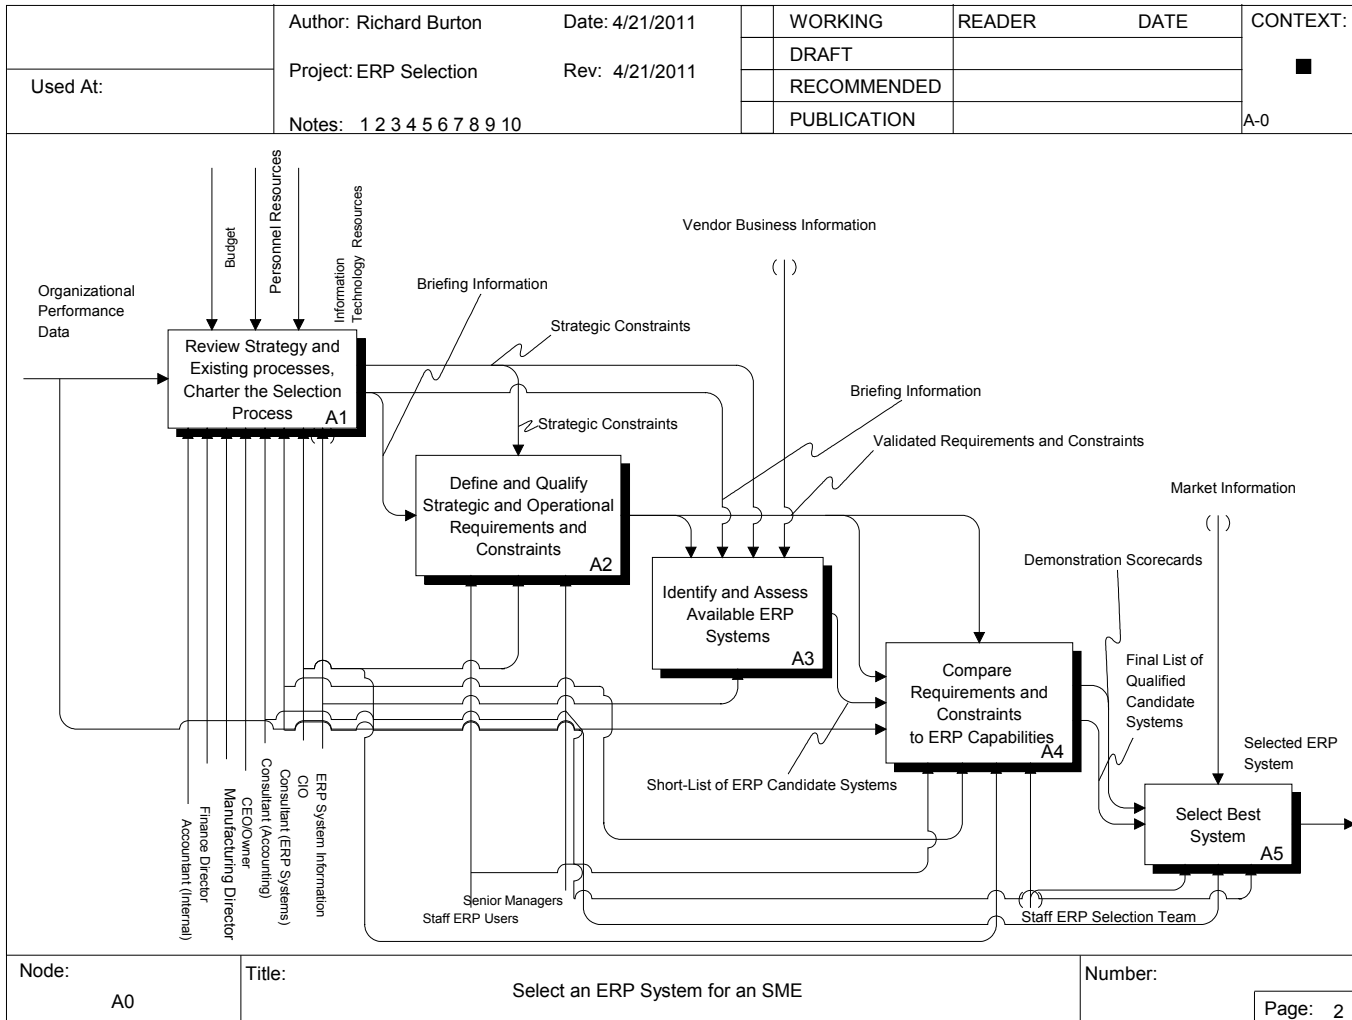 Used At:
Author: Richard Burton
Date: 4/21/2011
Project: ERP Selection
Rev: 4/21/2011
Notes: 1 2 3 4 5 6 7 8 9 10
WORKING
DRAFT
RECOMMENDED
PUBLICATION
READER
DATE
CONTEXT:
A-0
Budget
Personnel Resources
Information
Technology Resources
Organizational
Performance
Data
Briefing Information
Strategic Constraints
Vendor Business Information
Review Strategy and
Existing processes,
Charter the Selection
Process
A1
Strategic Constraints
Briefing Information
Validated Requirements and Constraints
Define and Qualify
Strategic and Operational
Requirements and
Constraints
A2
Market Information
Identify and Assess
Available ERP
Systems
A3
Demonstration Scorecards
Compare
Requirements and
Constraints
to ERP Capabilities
A4
Final List of
Qualified
Candidate
Systems
Short-List of ERP Candidate Systems
Selected ERP
System
Select Best
System
A5
Accountant (Internal)
Finance Director
Manufacturing Director
CEO/Owner
Consultant (Accounting)
Consultant (ERP Systems)
CIO
ERP System Information
Senior Managers
Staff ERP Users
Staff ERP Selection Team
Node:
A0
Title:
Select an ERP System for an SME
Number:
Page: 2